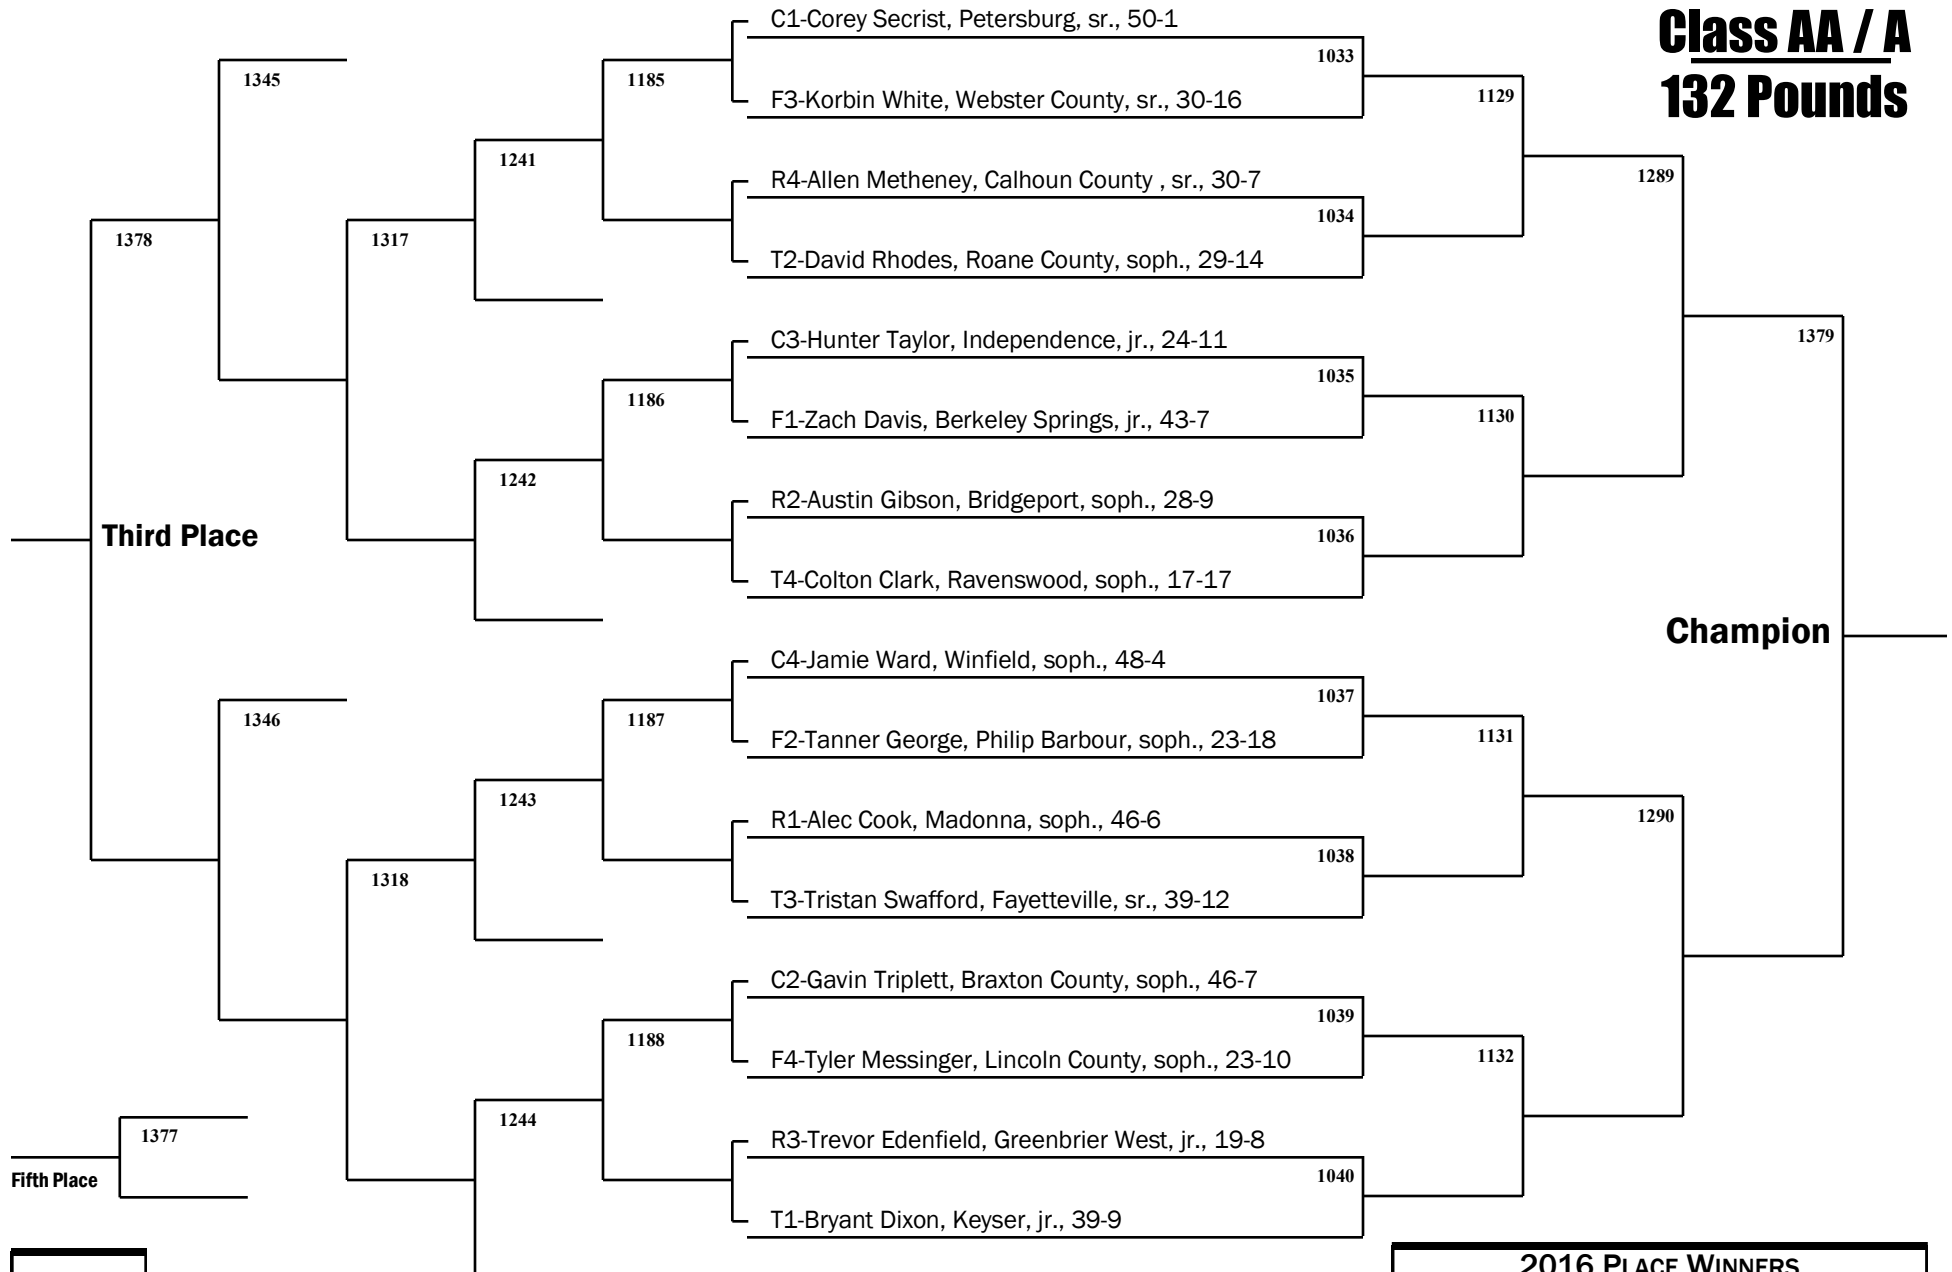 Class AA / A
132 Pounds
C1-Corey Secrist, Petersburg, sr., 50-1
1033
1345
1185
F3-Korbin White, Webster County, sr., 30-16
1129
1241
R4-Allen Metheney, Calhoun County , sr., 30-7
1289
1034
1378
1317
T2-David Rhodes, Roane County, soph., 29-14
C3-Hunter Taylor, Independence, jr., 24-11
1379
1035
1186
F1-Zach Davis, Berkeley Springs, jr., 43-7
1130
1242
R2-Austin Gibson, Bridgeport, soph., 28-9
1036
Third Place
T4-Colton Clark, Ravenswood, soph., 17-17
Champion
C4-Jamie Ward, Winfield, soph., 48-4
1037
1346
1187
F2-Tanner George, Philip Barbour, soph., 23-18
1131
1243
R1-Alec Cook, Madonna, soph., 46-6
1290
1038
1318
T3-Tristan Swafford, Fayetteville, sr., 39-12
C2-Gavin Triplett, Braxton County, soph., 46-7
1039
1188
F4-Tyler Messinger, Lincoln County, soph., 23-10
1132
1244
1377
R3-Trevor Edenfield, Greenbrier West, jr., 19-8
1040
Fifth Place
T1-Bryant Dixon, Keyser, jr., 39-9
2016 PLACE WINNERS